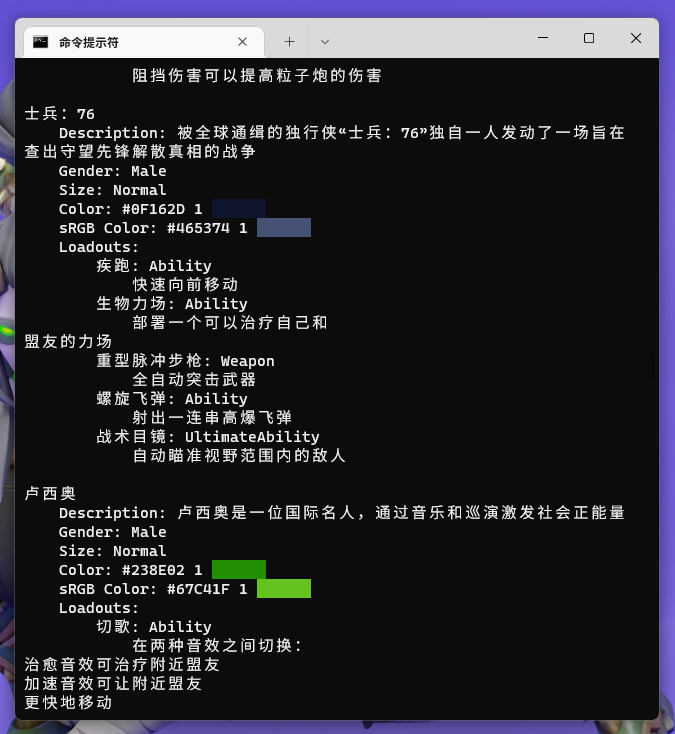 命令提示符
阻挡伤害可以提高粒子炮的伤害
士兵：76
Description: 被全球通缉的独行侠“士兵：76”独自一人发动了一场旨在
查出守望先锋解散真相的战争
Gender: Male
Size: Normal
Color: #0F162D 1
sRGB Color: #465374 1
Loadouts:
疾跑: Ability
快速向前移动
生物力场: Ability
部署一个可以治疗自己和
盟友的力场
重型脉冲步枪: Weapon
全自动突击武器
螺旋飞弹: Ability
射出一连串高爆飞弹
战术目镜: UltimateAbility
自动瞄准视野范围内的敌人
卢西奥
Description: 卢西奥是一位国际名人，通过音乐和巡演激发社会正能量
Gender: Male
Size: Normal
Color: #238E02 1
sRGB Color: #67C41F 1
Loadouts:
切歌: Ability
在两种音效之间切换：
治愈音效可治疗附近盟友
加速音效可让附近盟友
更快地移动